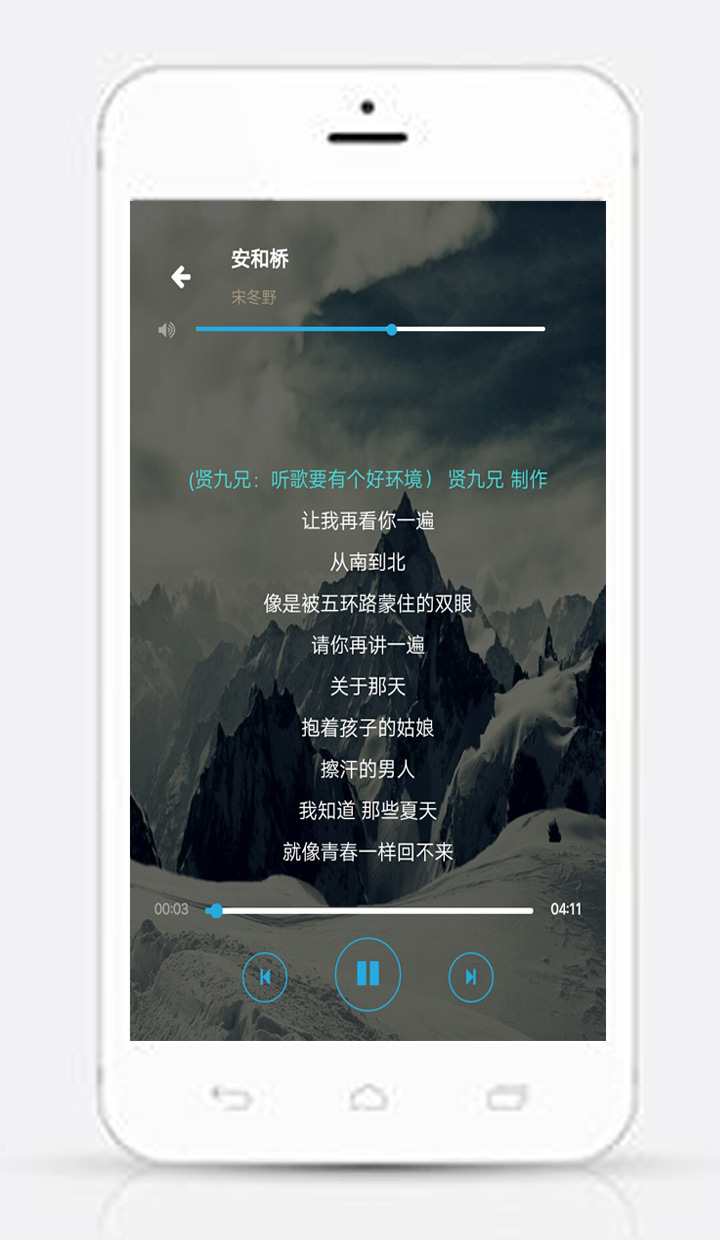 安和桥
宋冬野
(贤九兄：听歌要有个好环境） 贤九兄 制作
让我再看你一遍
从南到北
像是被五环路蒙住的双眼
请你再讲一遍
关于那天
抱着孩子的姑娘
擦汗的男人
我知道 那些夏天
就像青春一样回不来
00:03 04:11